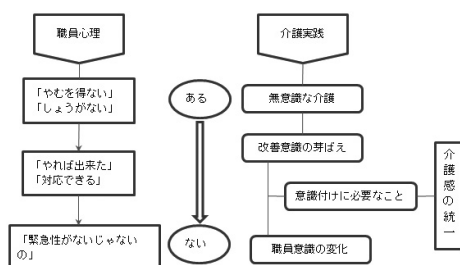 職員心理
「やむを得ない」
「しょうがない」
「やれば出来た」
「対応できる」
「緊急性がないじゃない
の」
ある
ない
介護実践
無意識な介護
改善意識の芽ばえ
意識付けに必要なこと
職員意識の変化
介護感の統一